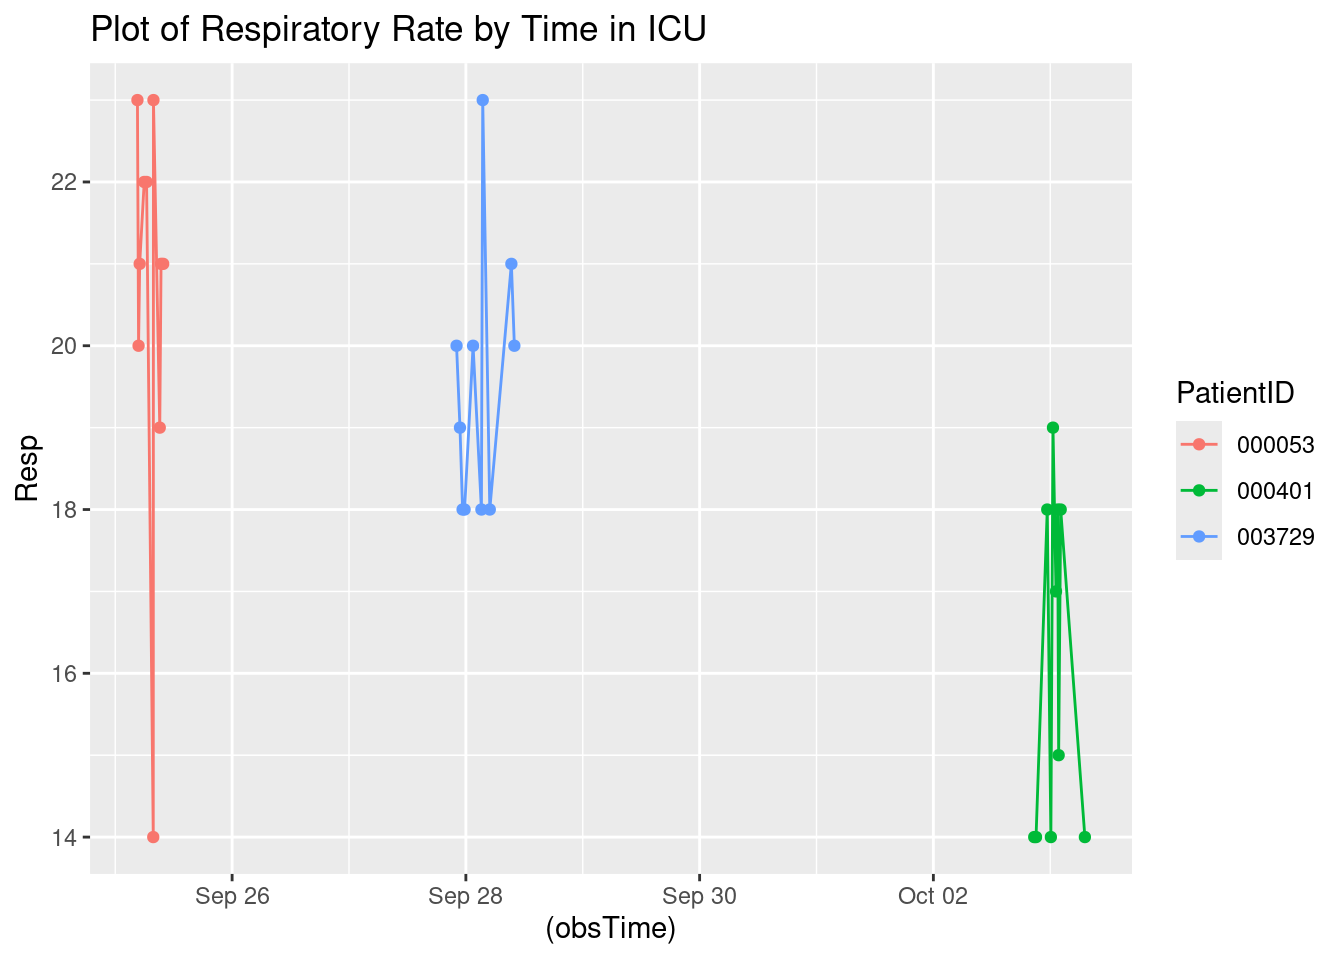 Plot of Respiratory Rate by Time in ICU
22
20
18
16
14
Resp
Sep 26
Sep 28
Sep 30
Oct 02
(obsTime)
PatientID
000053
000401
003729